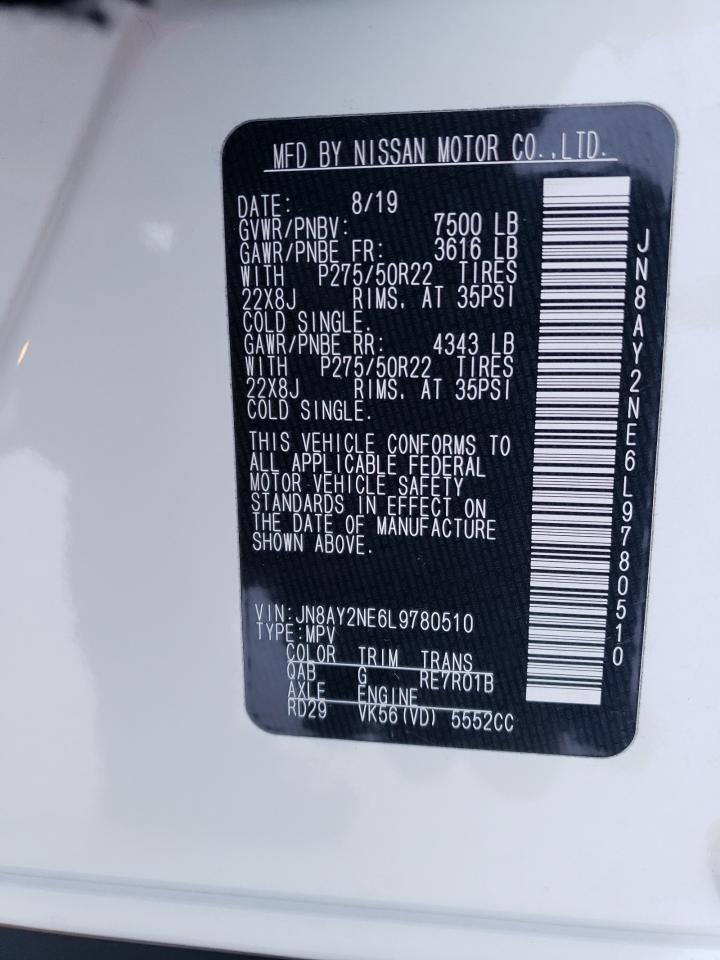 MFD BY NISSAN MOTOR CO.,LTD.
DATE: 8/19
GVWR/PNBV: 7500 LB
GAWR/PNBE FR: 3616 LB
WITH P275/50R22 TIRES
22X8J RIMS, AT 35PSI
COLD SINGLE.
GAWR/PNBE RR: 4343 LB
WITH P275/50R22 TIRES
22X8J RIMS, AT 35PSI
COLD SINGLE.
THIS VEHICLE CONFORMS TO
ALL APPLICABLE FEDERAL
MOTOR VEHICLE SAFETY
STANDARDS IN EFFECT ON
THE DATE OF MANUFACTURE
SHOWN ABOVE.
VIN:JN8AY2NE6L9780510
TYPE:MPV
COLOR TRIM TRANS
QAB G RE7R01B
AXLE ENGINE
RD29 VK56(VD) 5552CC
JN8AY2NE6L9780510